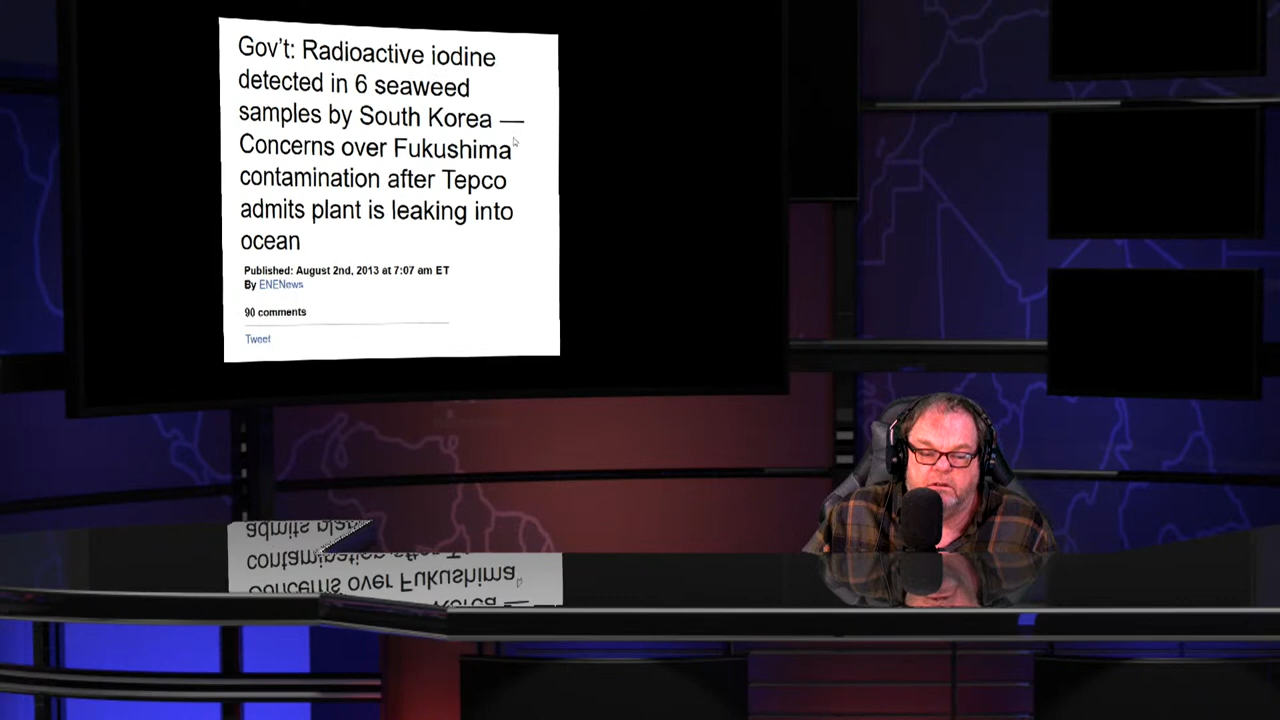 Gov't: Radioactive iodine
detected in 6 seaweed
samples by South Korea —
Concerns over Fukushima
contamination after Tepco
admits plant is leaking into
ocean
Published: August 2nd, 2013 at 7:07 am ET
By ENENews
90 comments
Tweet